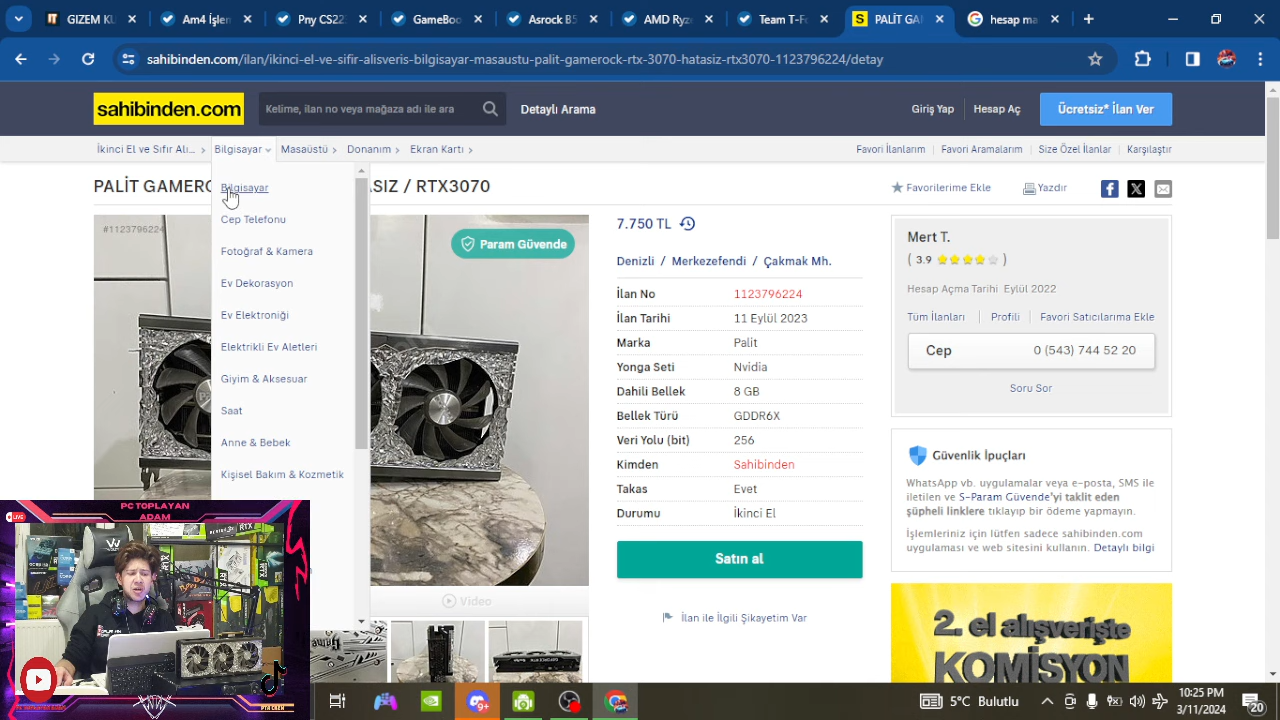 GIZEM KU
Am4 İşlen
Pny CS22
GameBoo
Asrock B5
AMD Ryz
Team T-Fo
PALİT GAI
hesap ma
sahibinden.com/ilan/ikinci-el-ve-sifir-alisveris-bilgisayar-masaustu-palit-gamerock-rtx-3070-hatasiz-rtx3070-1123796224/detay
sahibinden.com
Kelime, ilan no veya mağaza adı ile ara
Detaylı Arama
Giriş Yap
Hesap Aç
Ücretsiz* İlan Ver
İkinci El ve Sıfır Alı...
Bilgisayar
Masaüstü
Donanım
Ekran Kartı
Favori İlanlarım
Favori Aramalarım
Size Özel İlanlar
Karşılaştır
PALİT GAMEROC
ASIZ / RTX3070
Favorilerime Ekle
Yazdır
Bilgisayar
Cep Telefonu
Fotoğraf & Kamera
Ev Dekorasyon
Ev Elektroniği
Elektrikli Ev Aletleri
Giyim & Aksesuar
Saat
Anne & Bebek
Kişisel Bakım & Kozmetik
#1123796224
Param Güvende
Video
7.750 TL
Denizli / Merkezefendi / Çakmak Mh.
İlan No 1123796224
İlan Tarihi 11 Eylül 2023
Marka Palit
Yonga Seti Nvidia
Dahili Bellek 8 GB
Bellek Türü GDDR6X
Veri Yolu (bit) 256
Kimden Sahibinden
Takas Evet
Durumu İkinci El
Satın al
İlan ile İlgili Şikayetim Var
Mert T.
( 3.9 )
Hesap Açma Tarihi Eylül 2022
Tüm İlanları
Profili
Favori Satıcılarıma Ekle
Cep 0 (543) 744 52 20
Soru Sor
Güvenlik İpuçları
WhatsApp vb. uygulamalar veya e-posta, SMS ile
iletilen ve S-Param Güvende'yi taklit eden
şüpheli linklere tıklayıp bir ödeme yapmayın.
İşlemleriniz için lütfen sadece sahibinden.com
uygulaması ve web sitesini kullanın. Detaylı bilgi
2. el alışverişte
KOMİSYON
LIVE
PC TOPLAYAN
ADAM
PTA CREW
5°C Bulutlu
10:25 PM
3/11/2024
20